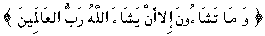 ﴿ وَمَا تَشَاءُونَ إِلَّا أَنْ يَشَاءَ اللَّهُ رَبُّ الْعَالَمِينَ ﴾